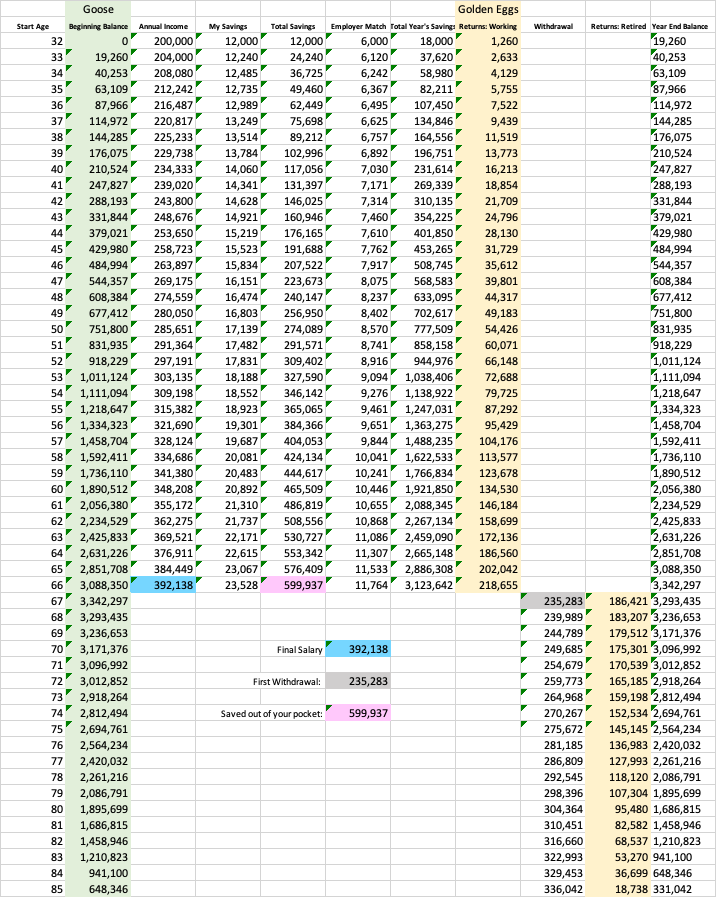 Goose Golden Eggs
Start Age Beginning Balance Annual Income My Savings Total Savings Employer Match Total Year's Savings Returns: Working Withdrawal Returns: Retired Year End Balance
32 0 200,000 12,000 12,000 6,000 18,000 1,260 19,260
33 19,260 204,000 12,240 24,240 6,120 37,620 2,633 40,253
34 40,253 208,080 12,485 36,725 6,242 58,980 4,129 63,109
35 63,109 212,242 12,735 49,460 6,367 82,211 5,755 87,966
36 87,966 216,487 12,989 62,449 6,495 107,450 7,522 114,972
37 114,972 220,817 13,249 75,698 6,625 134,846 9,439 144,285
38 144,285 225,233 13,514 89,212 6,757 164,556 11,519 176,075
39 176,075 229,738 13,784 102,996 6,892 196,751 13,773 210,524
40 210,524 234,333 14,060 117,056 7,030 231,614 16,213 247,827
41 247,827 239,020 14,341 131,397 7,171 269,339 18,854 288,193
42 288,193 243,800 14,628 146,025 7,314 310,135 21,709 331,844
43 331,844 248,676 14,921 160,946 7,460 354,225 24,796 379,021
44 379,021 253,650 15,219 176,165 7,610 401,850 28,130 429,980
45 429,980 258,723 15,523 191,688 7,762 453,265 31,729 484,994
46 484,994 263,897 15,834 207,522 7,917 508,745 35,612 544,357
47 544,357 269,175 16,151 223,673 8,075 568,583 39,801 608,384
48 608,384 274,559 16,474 240,147 8,237 633,095 44,317 677,412
49 677,412 280,050 16,803 256,950 8,402 702,617 49,183 751,800
50 751,800 285,651 17,139 274,089 8,570 777,509 54,426 831,935
51 831,935 291,364 17,482 291,571 8,741 858,158 60,071 918,229
52 918,229 297,191 17,831 309,402 8,916 944,976 66,148 1,011,124
53 1,011,124 303,135 18,188 327,590 9,094 1,038,406 72,688 1,111,094
54 1,111,094 309,198 18,552 346,142 9,276 1,138,922 79,725 1,218,647
55 1,218,647 315,382 18,923 365,065 9,461 1,247,031 87,292 1,334,323
56 1,334,323 321,690 19,301 384,366 9,651 1,363,275 95,429 1,458,704
57 1,458,704 328,124 19,687 404,053 9,844 1,488,235 104,176 1,592,411
58 1,592,411 334,686 20,081 424,134 10,041 1,622,533 113,577 1,736,110
59 1,736,110 341,380 20,483 444,617 10,241 1,766,834 123,678 1,890,512
60 1,890,512 348,208 20,892 465,509 10,446 1,921,850 134,530 2,056,380
61 2,056,380 355,172 21,310 486,819 10,655 2,088,345 146,184 2,234,529
62 2,234,529 362,275 21,737 508,556 10,868 2,267,134 158,699 2,425,833
63 2,425,833 369,521 22,171 530,727 11,086 2,459,090 172,136 2,631,226
64 2,631,226 376,911 22,615 553,342 11,307 2,665,148 186,560 2,851,708
65 2,851,708 384,449 23,067 576,409 11,533 2,886,308 202,042 3,088,350
66 3,088,350 392,138 23,528 599,937 11,764 3,123,642 218,655 3,342,297
67 3,342,297 235,283 186,421 3,293,435
68 3,293,435 239,989 183,207 3,236,653
69 3,236,653 244,789 179,512 3,171,376
70 3,171,376 Final Salary 392,138 249,685 175,301 3,096,992
71 3,096,992 254,679 170,539 3,012,852
72 3,012,852 First Withdrawal: 235,283 259,773 165,185 2,918,264
73 2,918,264 264,968 159,198 2,812,494
74 2,812,494 Saved out of your pocket: 599,937 270,267 152,534 2,694,761
75 2,694,761 275,672 145,145 2,564,234
76 2,564,234 281,185 136,983 2,420,032
77 2,420,032 286,809 127,993 2,261,216
78 2,261,216 292,545 118,120 2,086,791
79 2,086,791 298,396 107,304 1,895,699
80 1,895,699 304,364 95,480 1,686,815
81 1,686,815 310,451 82,582 1,458,946
82 1,458,946 316,660 68,537 1,210,823
83 1,210,823 322,993 53,270 941,100
84 941,100 329,453 36,699 648,346
85 648,346 336,042 18,738 331,042